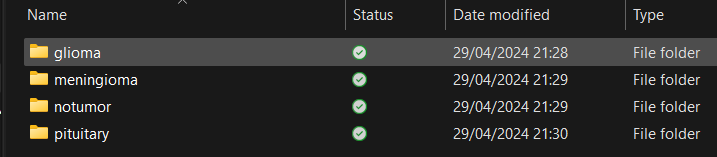 Name Status Date modified Type
glioma 29/04/2024 21:28 File folder
meningioma 29/04/2024 21:29 File folder
notumor 29/04/2024 21:29 File folder
pituitary 29/04/2024 21:30 File folder